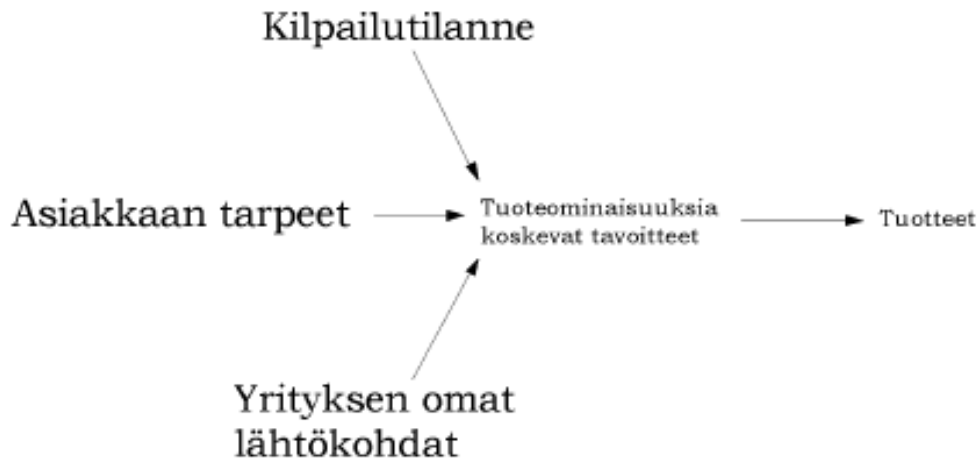 Kilpailutilanne
Asiakkaan tarpeet
Tuoteominaisuuksia
koskevat tavoitteet
Tuotteet
Yrityksen omat
lähtökohdat